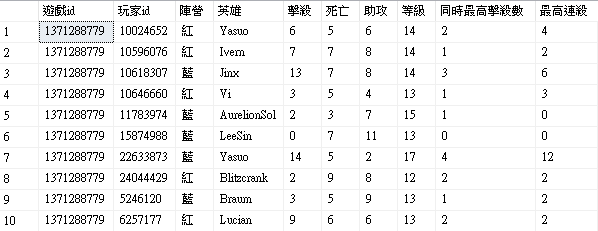 遊戲id 玩家id 陣營 英雄 擊殺 死亡 助攻 等級 同時最高擊殺數 最高連殺
1 1371288779 10024652 紅 Yasuo 6 5 6 14 2 4
2 1371288779 10596076 紅 Ivern 7 7 8 14 1 2
3 1371288779 10618307 藍 Jinx 13 7 8 14 3 6
4 1371288779 10646660 紅 Vi 3 5 4 13 1 3
5 1371288779 11783974 藍 AurelionSol 2 3 7 15 1 0
6 1371288779 15874988 藍 LeeSin 0 7 11 13 0 0
7 1371288779 22633873 藍 Yasuo 14 5 2 17 4 12
8 1371288779 24044429 紅 Blitzcrank 2 9 8 12 2 2
9 1371288779 5246120 藍 Braum 3 5 9 13 1 2
10 1371288779 6257177 紅 Lucian 9 6 6 13 2 2